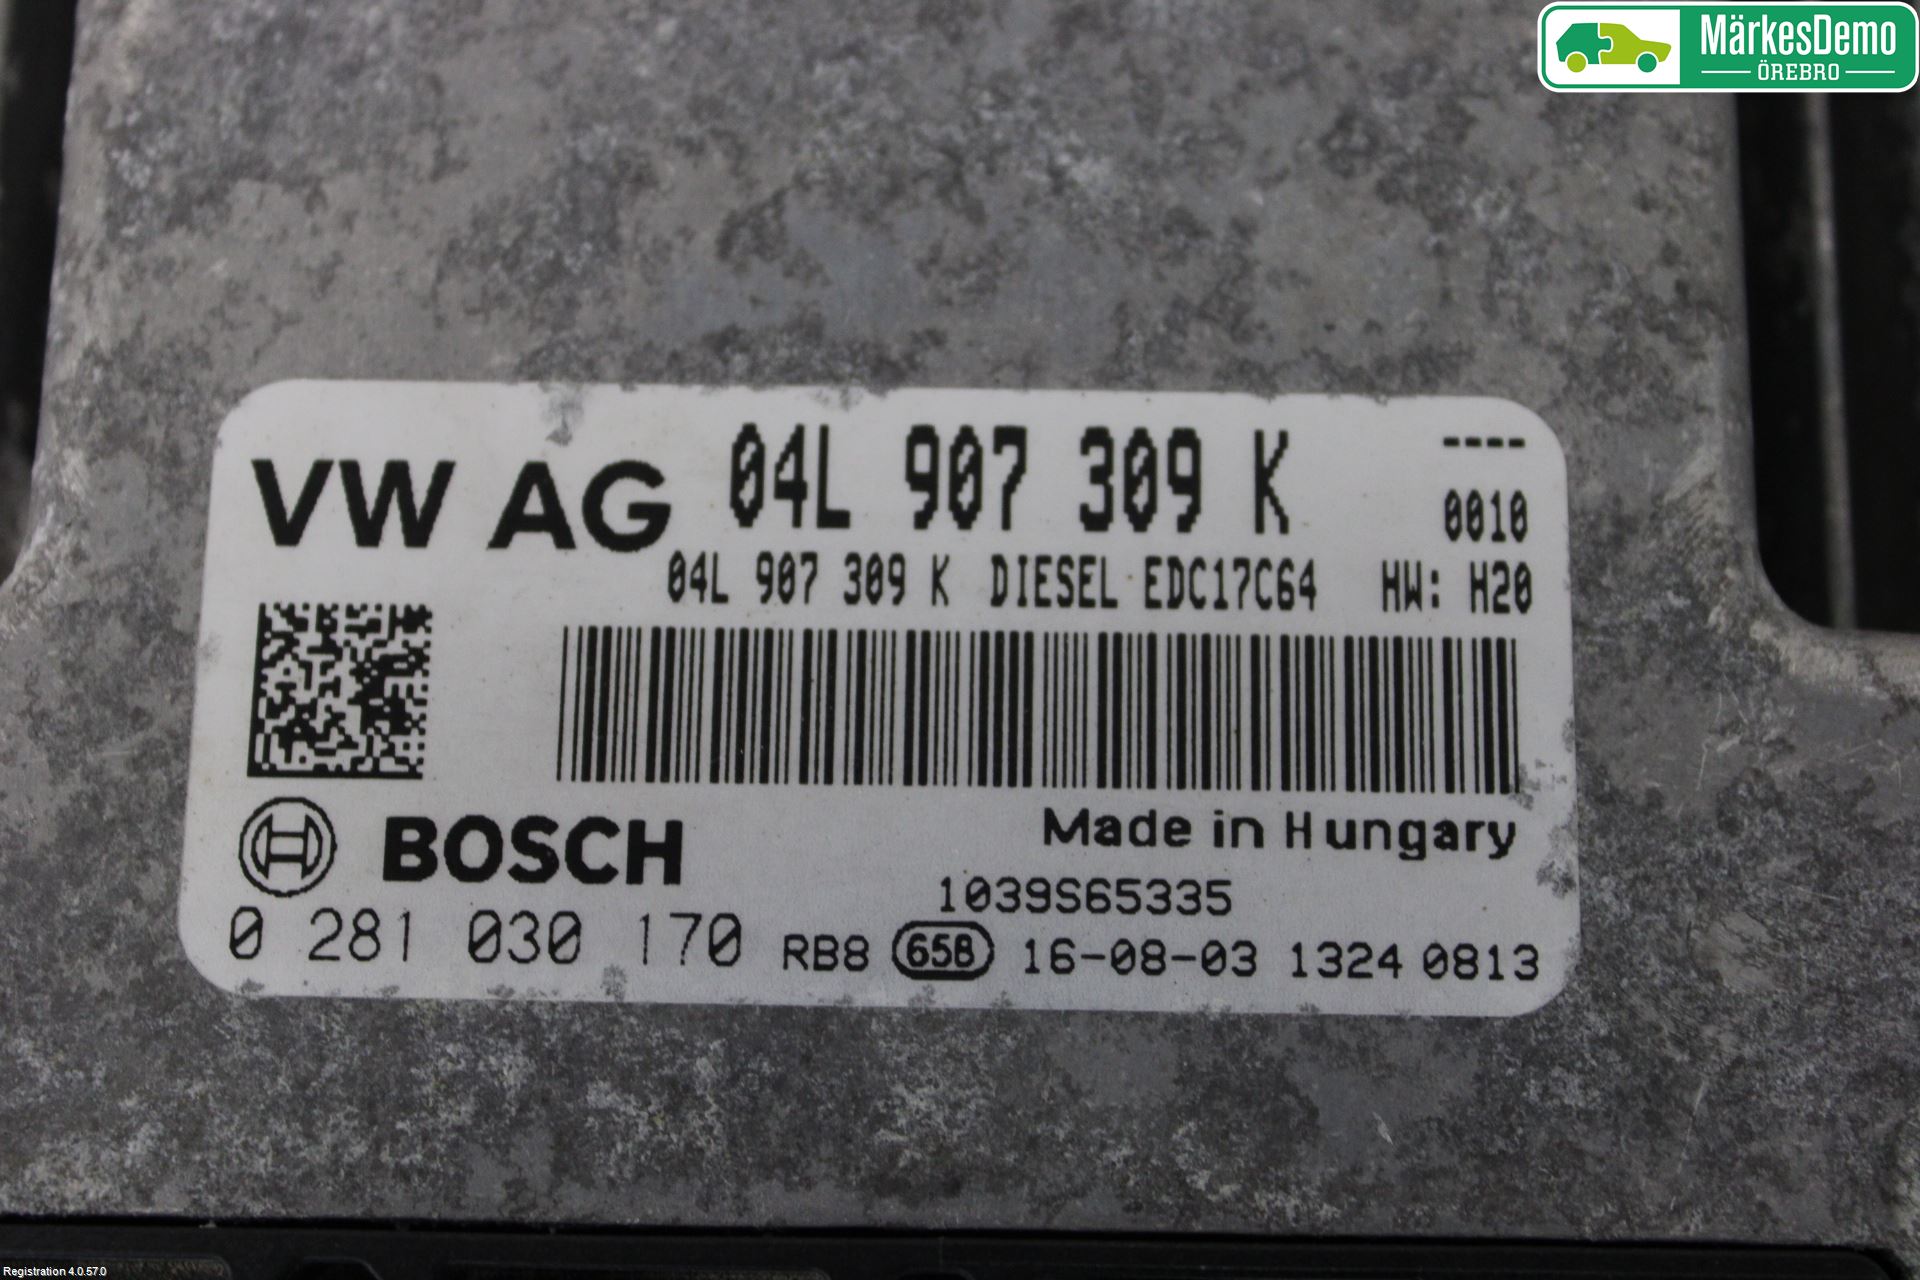 MärkesDemo
ÖREBRO
VW AG 04L 907 309 K ----
0010
04L 907 309 K DIESEL EDC17C64 HW: H20
BOSCH Made in Hungary
1039S65335
0 281 030 170 RB8 65B 16-08-03 1324 0813
Registration 4.0.57.0